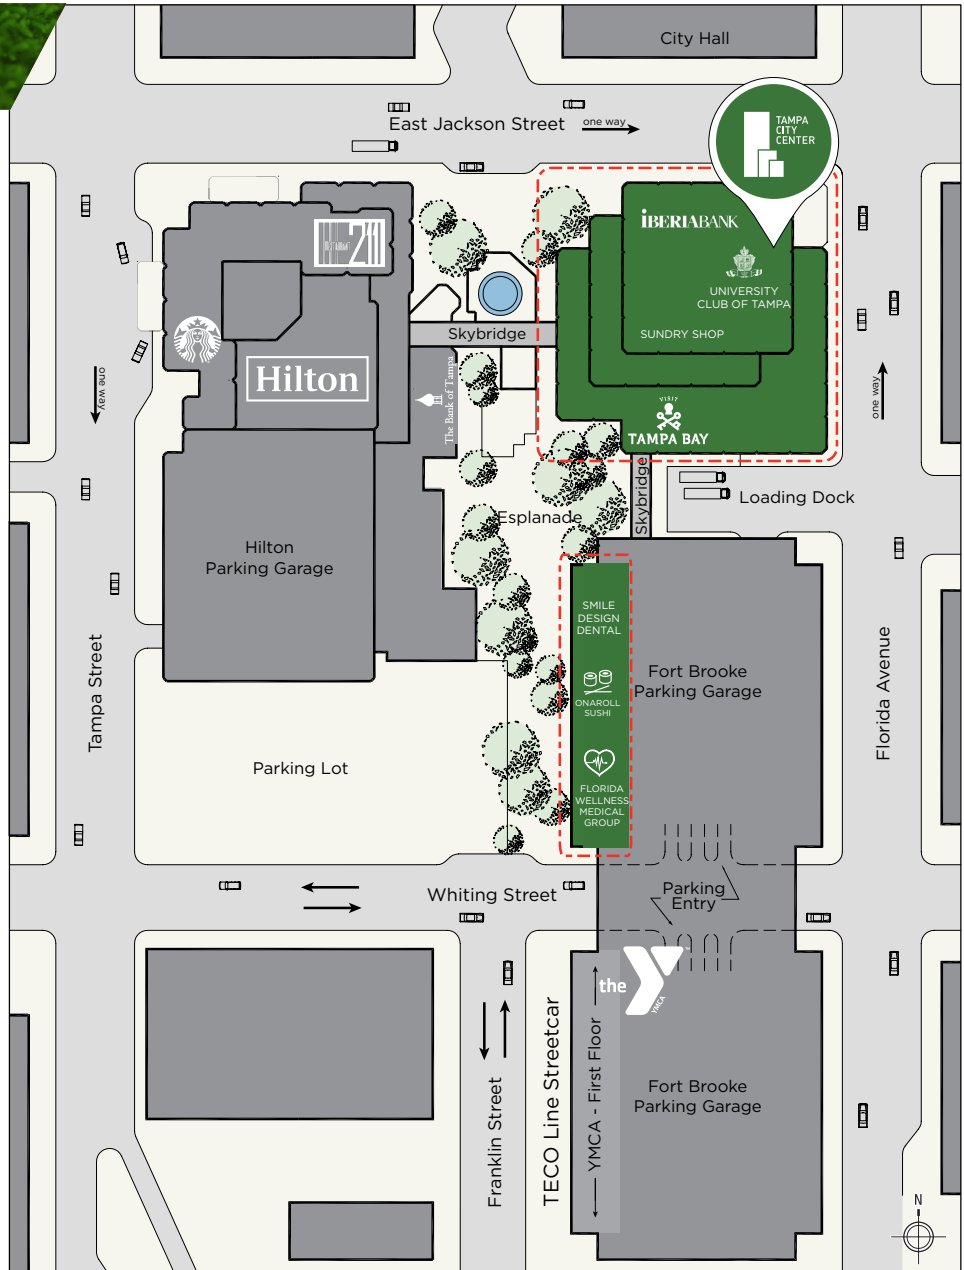 City Hall
East Jackson Street
one way
TAMPA
CITY
CENTER
IBERIABANK
UNIVERSITY
CLUB OF TAMPA
SUNDRY SHOP
VISIT
TAMPA BAY
211
Skybridge
Hilton
The Bank of Tampa
one way
one way
Skybridge
Loading Dock
Esplanade
Hilton
Parking Garage
SMILE
DESIGN
DENTAL
ONAROLL
SUSHI
FLORIDA
WELLNESS
MEDICAL
GROUP
Fort Brooke
Parking Garage
Tampa Street
Florida Avenue
Parking Lot
Whiting Street
Parking
Entry
the
YMCA
Franklin Street
TECO Line Streetcar
YMCA - First Floor
Fort Brooke
Parking Garage
N